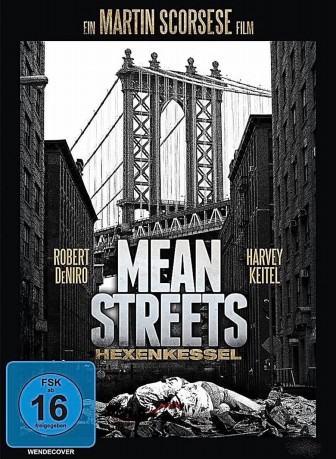 EIN MARTIN SCORSESE FILM
ROBERT
DENIRO
HARVEY
KEITEL
MEAN
STREETS
HEXENKESSEL
FSK
ab
16
freigegeben
WENDECOVER